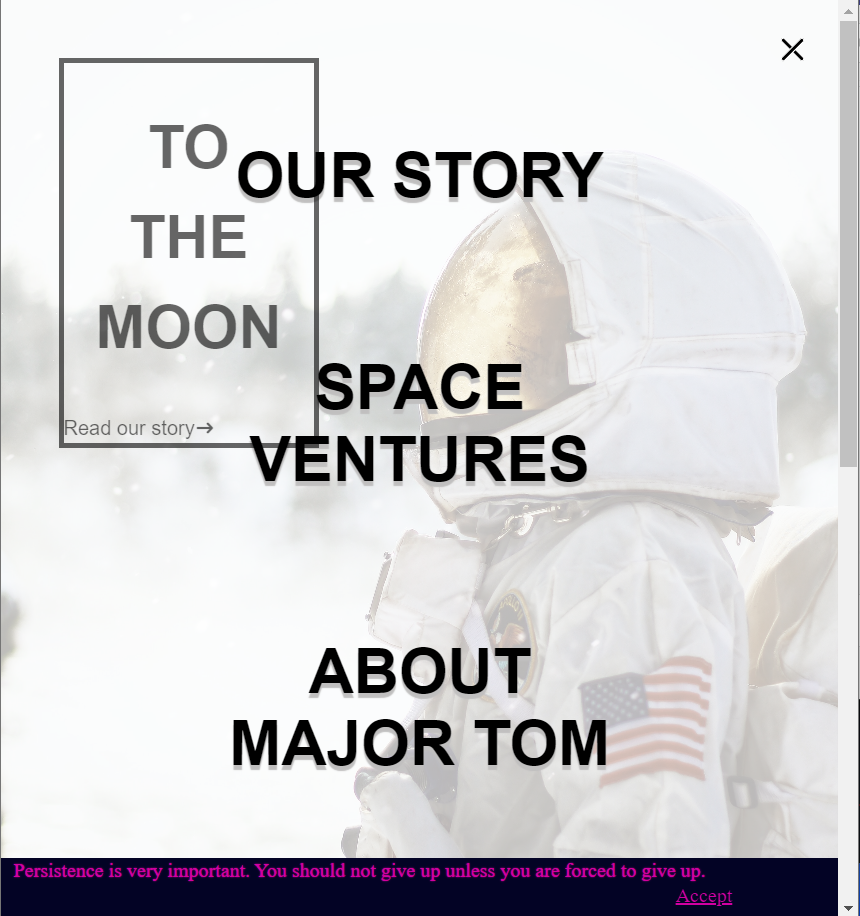 TO
THE
MOON
Read our story→
OUR STORY
SPACE
VENTURES
ABOUT
MAJOR TOM
Persistence is very important. You should not give up unless you are forced to give up.
Accept